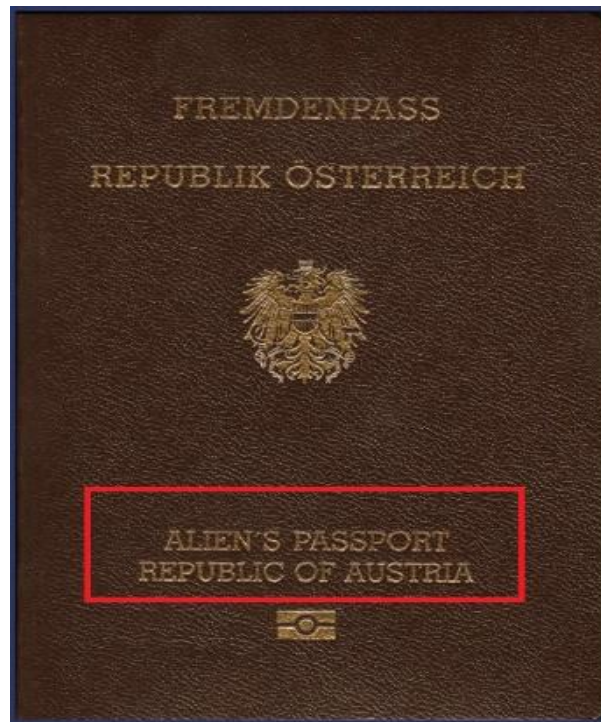 FREMDENPASS
REPUBLIK ÖSTERREICH
ALIEN'S PASSPORT
REPUBLIC OF AUSTRIA